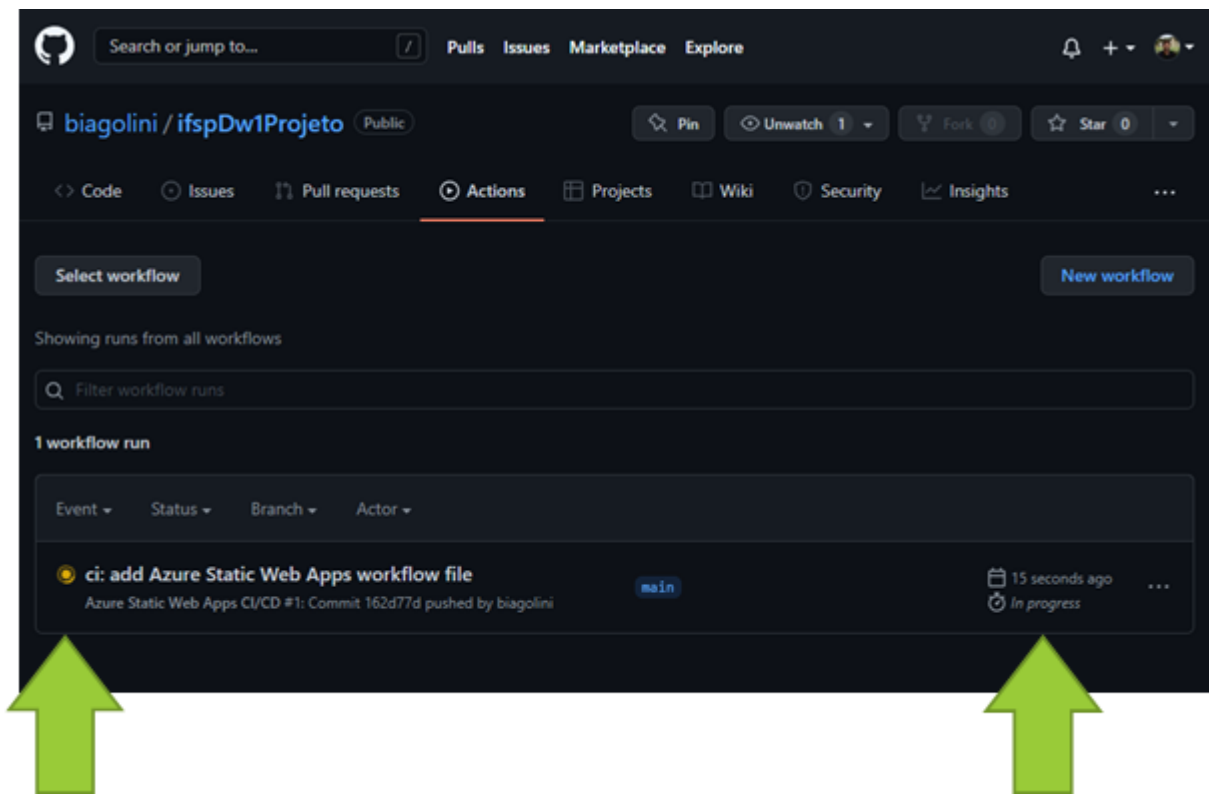 Search or jump to... / Pulls Issues Marketplace Explore
biagolini / ifspDw1Projeto Public Pin Unwatch 1 Fork 0 Star 0
Code Issues Pull requests Actions Projects Wiki Security Insights ...
Select workflow New workflow
Showing runs from all workflows
Filter workflow runs
1 workflow run
Event Status Branch Actor
ci: add Azure Static Web Apps workflow file main 15 seconds ago ...
Azure Static Web Apps CI/CD #1: Commit 162d77d pushed by biagolini In progress